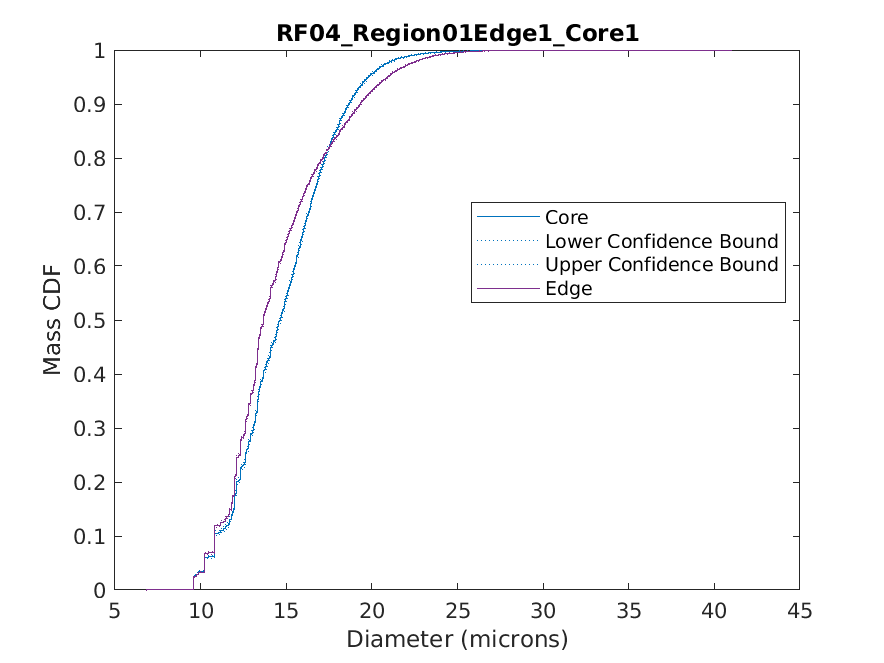 RF04_Region01Edge1_Core1
1
0.9
0.8
0.7
0.6
0.5
0.4
0.3
0.2
0.1
0
Mass CDF
Core
Lower Confidence Bound
Upper Confidence Bound
Edge
5 10 15 20 25 30 35 40 45
Diameter (microns)